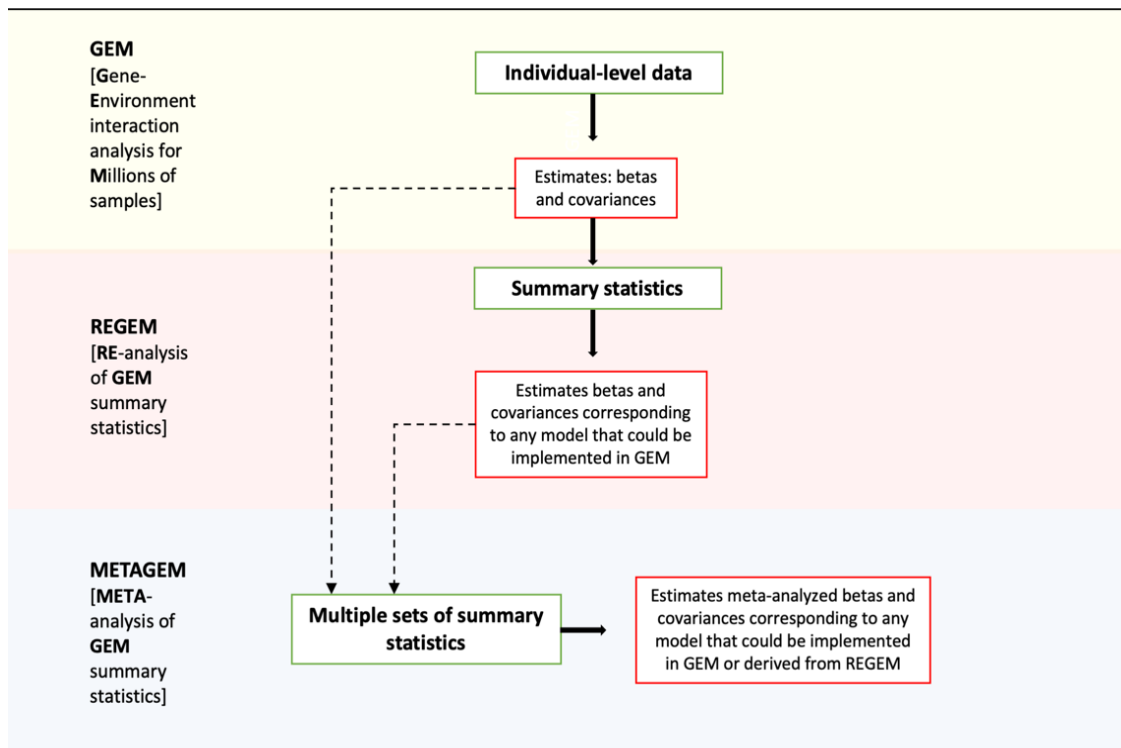 GEM
[Gene-
Environment
interaction
analysis for
Millions of
samples]
Individual-level data
Estimates: betas
and covariances
Summary statistics
REGEM
[RE-analysis
of GEM
summary
statistics]
Estimates betas and
covariances corresponding
to any model that could be
implemented in GEM
METAGEM
[META-
analysis of
GEM
summary
statistics]
Multiple sets of summary
statistics
Estimates meta-analyzed betas and
covariances corresponding to any
model that could be implemented
in GEM or derived from REGEM